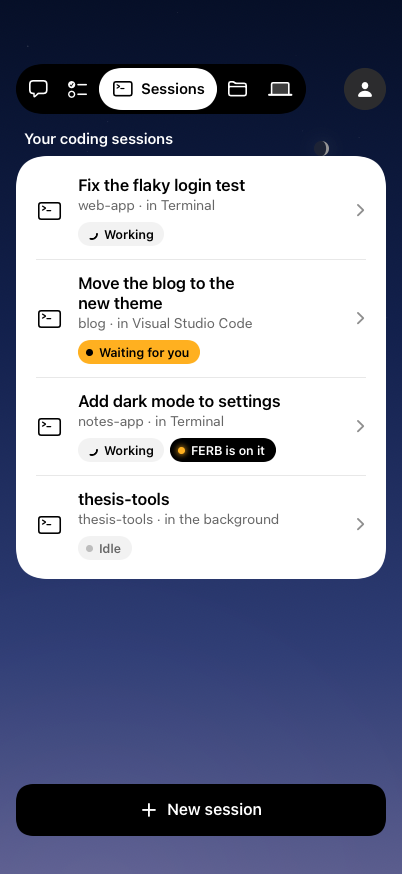 Sessions
Your coding sessions
Fix the flaky login test
web-app · in Terminal
Working
Move the blog to the
new theme
blog · in Visual Studio Code
Waiting for you
Add dark mode to settings
notes-app · in Terminal
Working
FERB is on it
thesis-tools
thesis-tools · in the background
Idle
New session